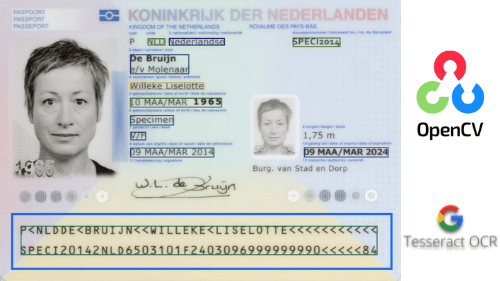 PASPOORT
PASSPORT
PASSEPORT
KONINKRIJK DER NEDERLANDEN
KINGDOM OF THE NETHERLANDS
ROYAUME DES PAYS-BAS
P NLD Nederlandse SPECI2014
De Bruijn
e/v Molenaar
Willeke Liselotte
10 MAA/MAR 1965
Specimen
V/F
1,75 m
09 MAA/MAR 2014
09 MAA/MAR 2024
Burg. van Stad en Dorp
W.L. de Bruijn
1965
P<NLDDE<BRUIJN<<WILLEKE<LISELOTTE<<<<<<<<<<<
SPECI20142NLD6503101F2403096999999990<<<<<84
OpenCV
Tesseract OCR